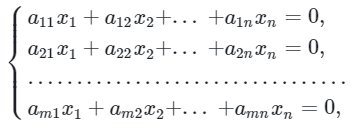 a₁₁x₁ + a₁₂x₂+... +a₁ₙxₙ = 0,
a₂₁x₁ + a₂₂x₂+... +a₂ₙxₙ = 0,
.................................
aₘ₁x₁ + aₘ₂x₂+... +aₘₙxₙ = 0,